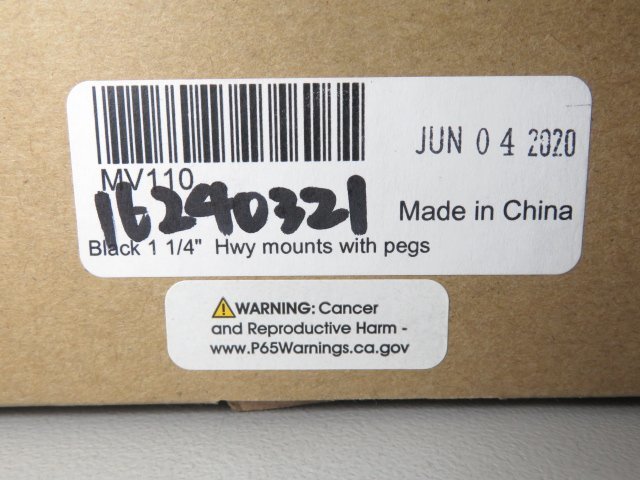 JUN 04 2020
MV110
16290321
Made in China
Black 1 1/4" Hwy mounts with pegs
⚠WARNING: Cancer
and Reproductive Harm -
www.P65Warnings.ca.gov